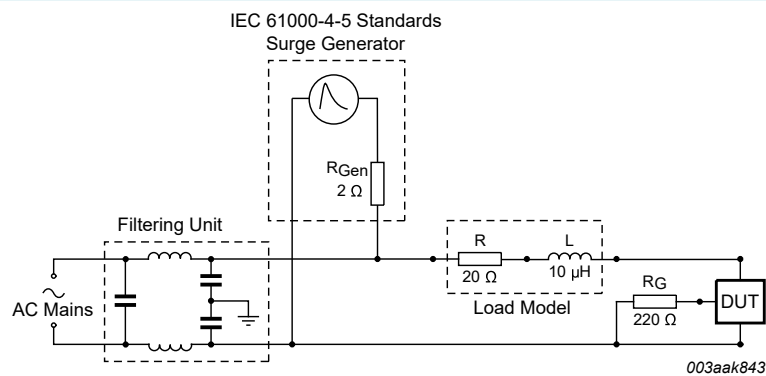 IEC 61000-4-5 Standards
Surge Generator
RGen
2 Ω
Filtering Unit
R
L
20 Ω
10 μH
AC Mains
Load Model
RG
220 Ω
DUT
003aak843